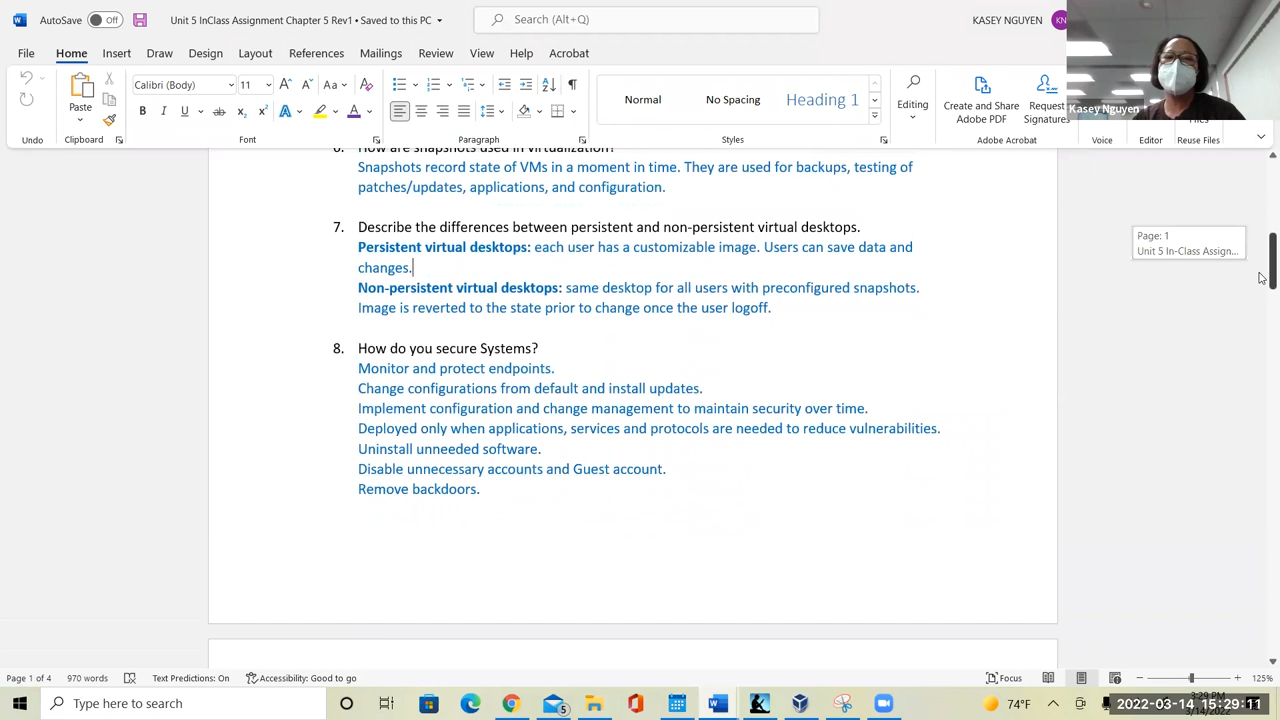 AutoSave Off Unit 5 InClass Assignment Chapter 5 Rev1 • Saved to this PC Search (Alt+Q) KASEY NGUYEN KN
File Home Insert Draw Design Layout References Mailings Review View Help Acrobat
Kasey Nguyen
Calibri (Body) 11
Paste
Normal No Spacing Heading 1
Editing
Create and Share Adobe PDF
Request Signatures
Files
Undo Clipboard Font Paragraph Styles Adobe Acrobat Voice Editor Reuse Files
6. How are snapshots used in virtualization?
Snapshots record state of VMs in a moment in time. They are used for backups, testing of
patches/updates, applications, and configuration.
7. Describe the differences between persistent and non-persistent virtual desktops.
Persistent virtual desktops: each user has a customizable image. Users can save data and
changes.
Non-persistent virtual desktops: same desktop for all users with preconfigured snapshots.
Image is reverted to the state prior to change once the user logoff.
8. How do you secure Systems?
Monitor and protect endpoints.
Change configurations from default and install updates.
Implement configuration and change management to maintain security over time.
Deployed only when applications, services and protocols are needed to reduce vulnerabilities.
Uninstall unneeded software.
Disable unnecessary accounts and Guest account.
Remove backdoors.
Page: 1
Unit 5 In-Class Assign...
Page 1 of 4 970 words Text Predictions: On Accessibility: Good to go Focus 125%
Type here to search 5 74°F 3:29 PM
3/14/2022
2022-03-14 15:29:11